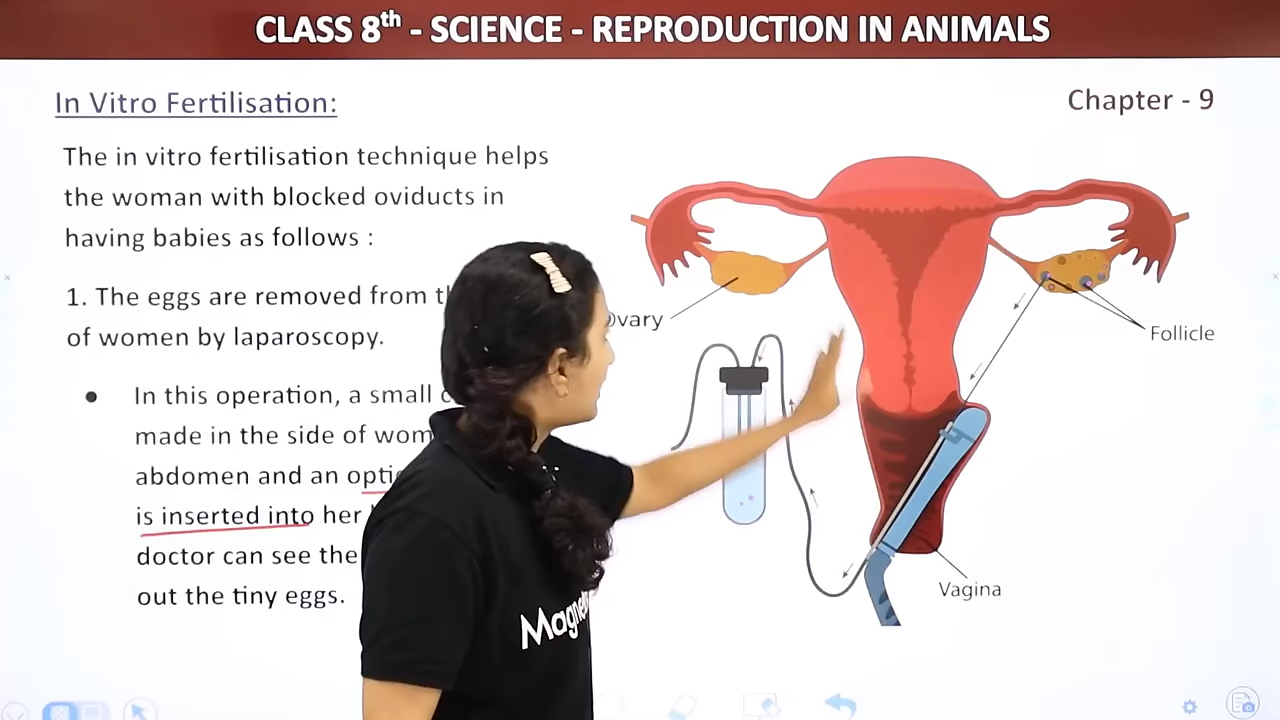 CLASS 8th - SCIENCE - REPRODUCTION IN ANIMALS
In Vitro Fertilisation:
Chapter - 9
The in vitro fertilisation technique helps
the woman with blocked oviducts in
having babies as follows :
1. The eggs are removed from
of women by laparoscopy.
In this operation, a small
made in the side of
abdomen and an
is inserted into her
doctor can see the
out the tiny eggs.
Ovary
Follicle
Vagina